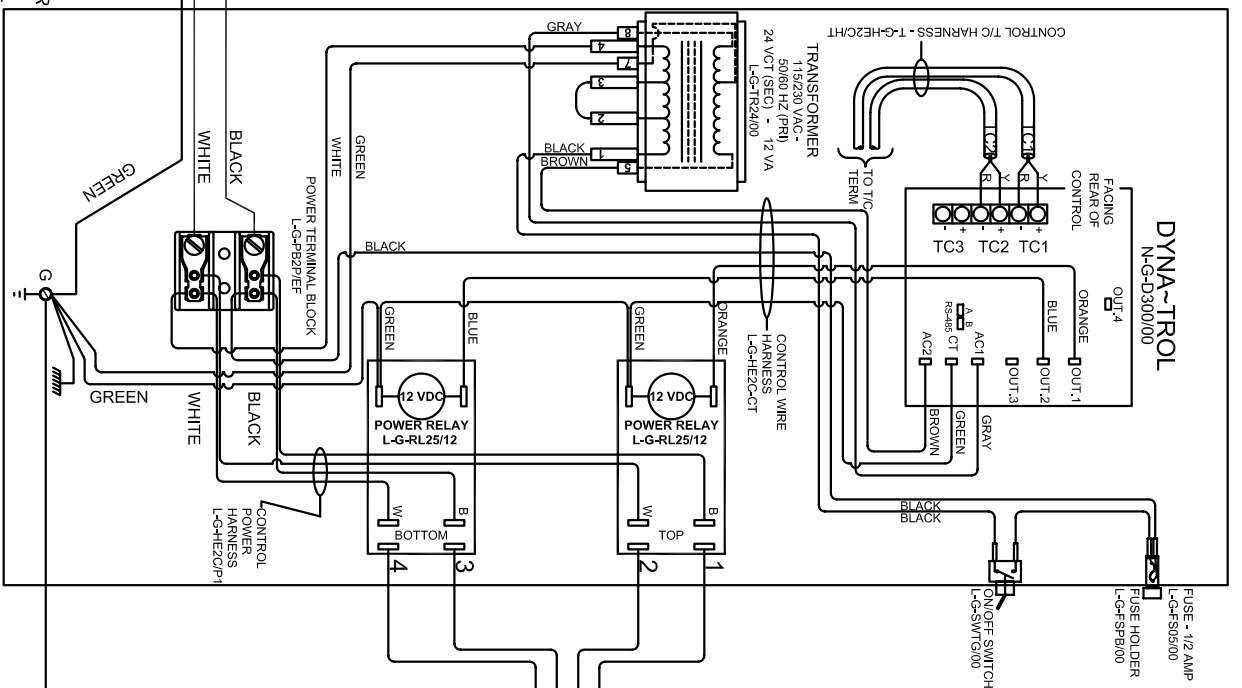 DYNA~TROL
N-G-D300/00
OUT.4
FACING
REAR OF
CONTROL
TC3
TC2
TC1
-
+
-
+
-
+
R
Y
R
Y
TC2
TC1
CONTROL T/C HARNESS - T-G-HE2C/HT
TO T/C
TERM
A
B
RS-485
CT
AC1
AC2
OUT.3
OUT.2
OUT.1
ORANGE
BLUE
BROWN
GREEN
GRAY
TRANSFORMER
115/230 VAC -
50/60 HZ (PRI)
24 VCT (SEC) - 12 VA
L-G-TR24/00
8
4
7
3
2
1
5
GRAY
BLACK
BROWN
GREEN
WHITE
CONTROL WIRE
HARNESS
L-G-HE2C-CT
POWER TERMINAL BLOCK
L-G-PB2P/EF
BLACK
WHITE
GREEN
G
GREEN
WHITE
BLACK
BLACK
GREEN
BLUE
GREEN
ORANGE
12 VDC
POWER RELAY
L-G-RL25/12
W
B
BOTTOM
4
3
12 VDC
POWER RELAY
L-G-RL25/12
W
B
TOP
2
1
CONTROL
POWER
HARNESS
L-G-HE2C/P1
BLACK
BLACK
FUSE - 1/2 AMP
L-G-FS05/00
FUSE HOLDER
L-G-FSPB/00
ON/OFF SWITCH
L-G-SWTG/00
R